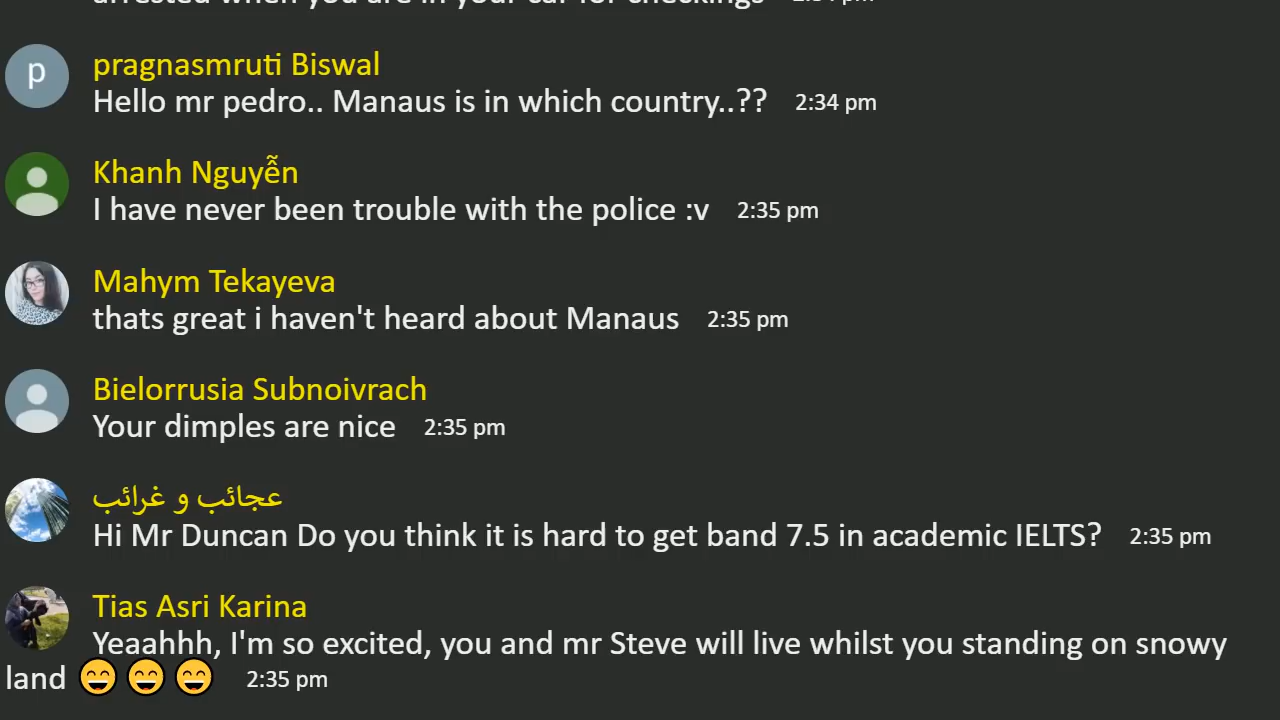 arrested when you are in your car for checkings 2:34 pm
p
pragnasmruti Biswal
Hello mr pedro.. Manaus is in which country..?? 2:34 pm
Khanh Nguyễn
I have never been trouble with the police :v 2:35 pm
Mahym Tekayeva
thats great i haven't heard about Manaus 2:35 pm
Bielorrusia Subnoivrach
Your dimples are nice 2:35 pm
عجائب و غرائب
Hi Mr Duncan Do you think it is hard to get band 7.5 in academic IELTS? 2:35 pm
Tias Asri Karina
Yeaahhh, I'm so excited, you and mr Steve will live whilst you standing on snowy
land 😄 😄 😄 2:35 pm